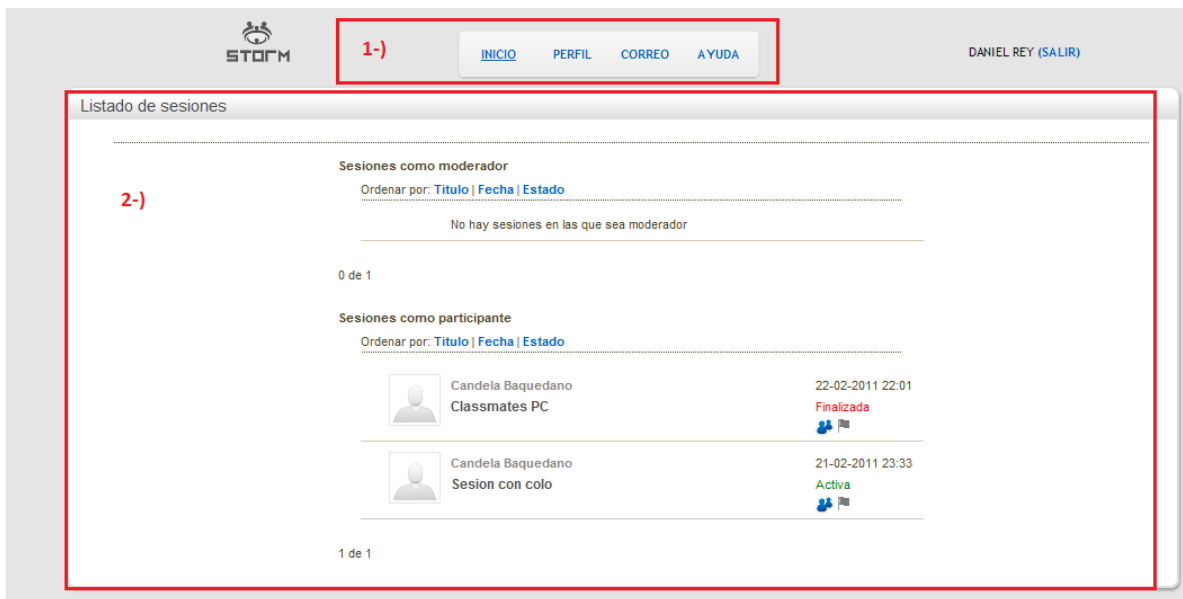 STORM
1-)
INICIO PERFIL CORREO AYUDA
DANIEL REY (SALIR)
Listado de sesiones
2-)
Sesiones como moderador
Ordenar por: Titulo | Fecha | Estado
No hay sesiones en las que sea moderador
0 de 1
Sesiones como participante
Ordenar por: Titulo | Fecha | Estado
Candela Baquedano 22-02-2011 22:01
Classmates PC Finalizada
Candela Baquedano 21-02-2011 23:33
Sesion con colo Activa
1 de 1